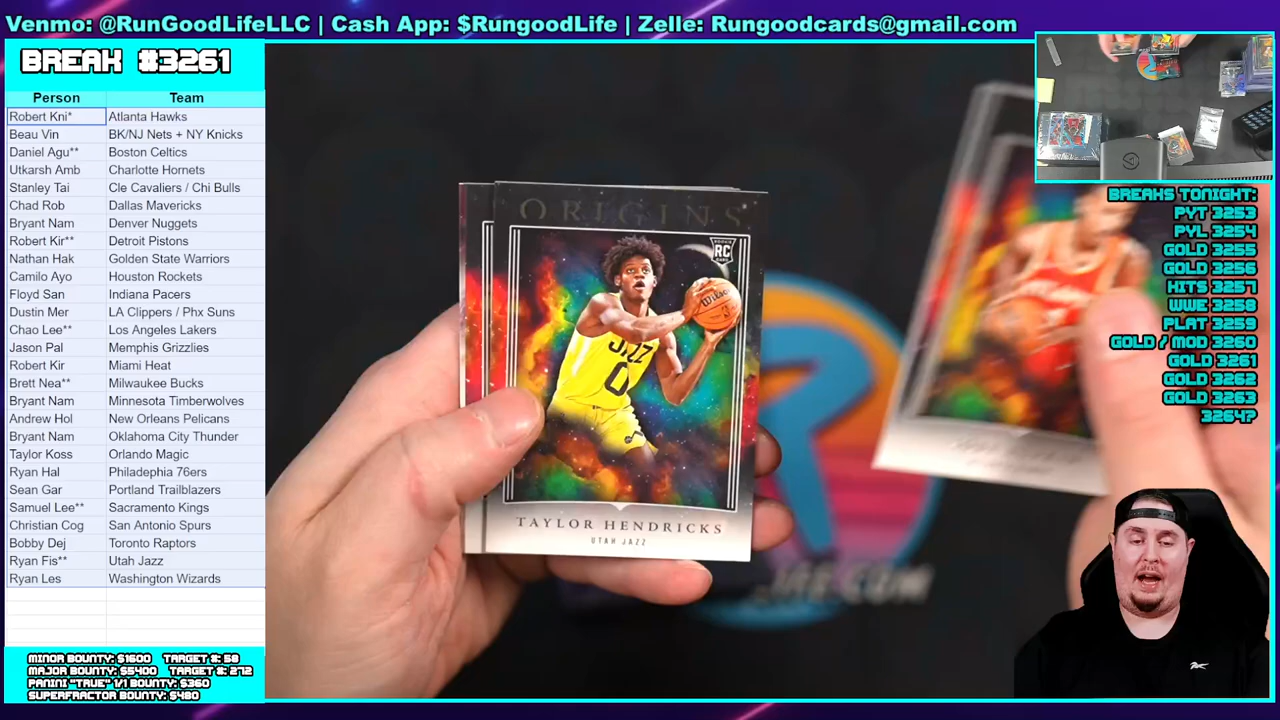 Venmo: @RunGoodLifeLLC | Cash App: $RungoodLife | Zelle: Rungoodcards@gmail.com
BREAK #3261
Person Team
Robert Kni* Atlanta Hawks
Beau Vin BK/NJ Nets + NY Knicks
Daniel Agu** Boston Celtics
Utkarsh Amb Charlotte Hornets
Stanley Tai Cle Cavaliers / Chi Bulls
Chad Rob Dallas Mavericks
Bryant Nam Denver Nuggets
Robert Kir** Detroit Pistons
Nathan Hak Golden State Warriors
Camilo Ayo Houston Rockets
Floyd San Indiana Pacers
Dustin Mer LA Clippers / Phx Suns
Chao Lee** Los Angeles Lakers
Jason Pal Memphis Grizzlies
Robert Kir Miami Heat
Brett Nea** Milwaukee Bucks
Bryant Nam Minnesota Timberwolves
Andrew Hol New Orleans Pelicans
Bryant Nam Oklahoma City Thunder
Taylor Koss Orlando Magic
Ryan Hal Philadephia 76ers
Sean Gar Portland Trailblazers
Samuel Lee** Sacramento Kings
Christian Cog San Antonio Spurs
Bobby Dej Toronto Raptors
Ryan Fis** Utah Jazz
Ryan Les Washington Wizards
MINOR BOUNTY: $1600 TARGET #: 58
MAJOR BOUNTY: $5400 TARGET #: 272
PANINI "TRUE" 1/1 BOUNTY: $360
SUPERFRACTOR BOUNTY: $480
RIGINS
ROOKIE
RC
CARD
Wilson
JAZZ
0
TAYLOR HENDRICKS
UTAH JAZZ
.COM
BREAKS TONIGHT:
PYT 3253
PYL 3254
GOLD 3255
GOLD 3256
HITS 3257
WWE 3258
PLAT 3259
GOLD / MOD 3260
GOLD 3261
GOLD 3262
GOLD 3263
3264?